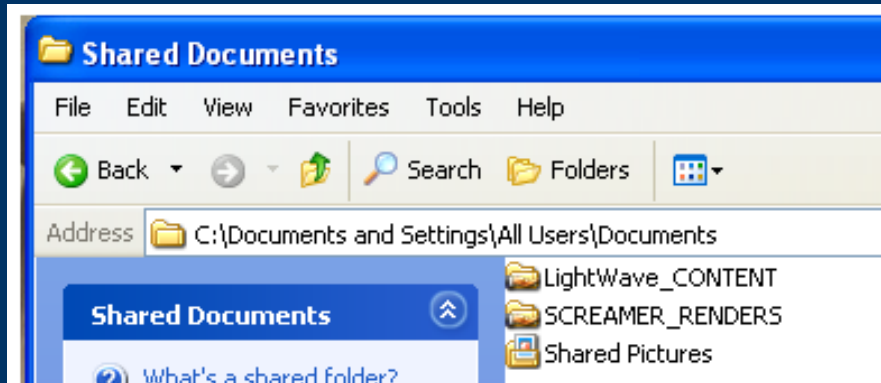 Shared Documents
File Edit View Favorites Tools Help
Back Search Folders
Address C:\Documents and Settings\All Users\Documents
LightWave_CONTENT
Shared Documents SCREAMER_RENDERS
Shared Pictures
What's a shared folder?